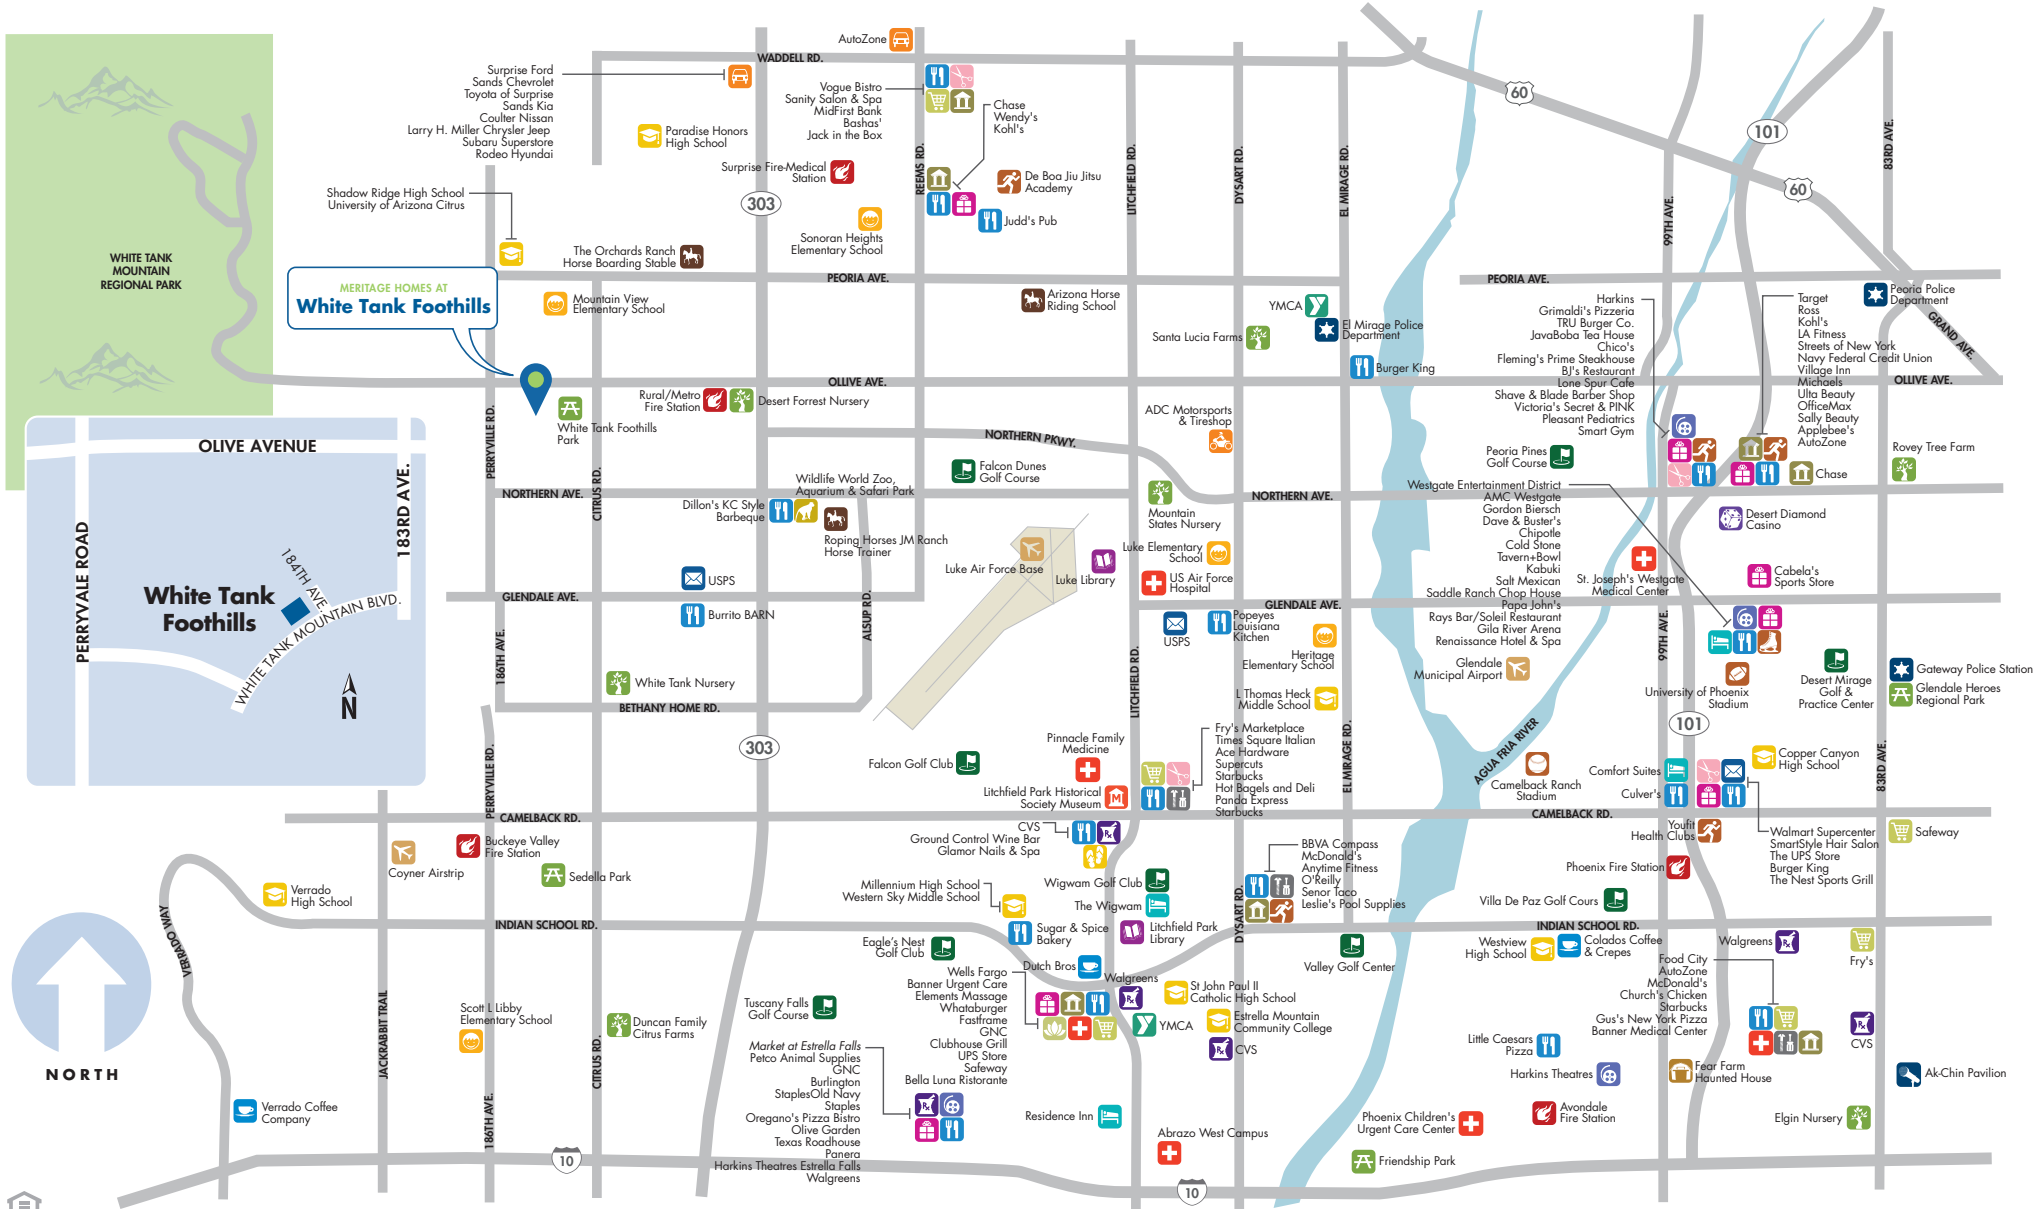 AutoZone
WADDELL RD.
Surprise Ford
Sands Chevrolet
Toyota of Surprise
Sands Kia
Coulter Nissan
Larry H. Miller Chrysler Jeep
Subaru Superstore
Rodeo Hyundai
Paradise Honors
High School
Vogue Bistro
Sanity Salon & Spa
MidFirst Bank
Bashas'
Jack in the Box
Chase
Wendy's
Kohl's
60
101
60
83RD AVE.
Surprise Fire-Medical
Station
REEMS RD.
De Boa Jiu Jitsu
Academy
LITCHFIELD RD.
DYSART RD.
EL MIRAGE RD.
99TH AVE.
Shadow Ridge High School
University of Arizona Citrus
303
Judd's Pub
Sonoran Heights
Elementary School
The Orchards Ranch
Horse Boarding Stable
WHITE TANK
MOUNTAIN
REGIONAL PARK
PEORIA AVE.
PEORIA AVE.
MERITAGE HOMES AT
White Tank Foothills
Mountain View
Elementary School
Arizona Horse
Riding School
YMCA
El Mirage Police
Department
Santa Lucia Farms
Burger King
Harkins
Grimaldi's Pizzeria
TRU Burger Co.
JavaBoba Tea House
Chico's
Fleming's Prime Steakhouse
BJ's Restaurant
Lone Spur Cafe
Shave & Blade Barber Shop
Victoria's Secret & PINK
Pleasant Pediatrics
Smart Gym
Target
Ross
Kohl's
LA Fitness
Streets of New York
Navy Federal Credit Union
Village Inn
Michaels
Ulta Beauty
OfficeMax
Sally Beauty
Applebee's
AutoZone
Peoria Police
Department
GRAND AVE.
OLLIVE AVE.
OLLIVE AVE.
Rural/Metro
Fire Station
Desert Forrest Nursery
White Tank Foothills
Park
PERRYVILLE RD.
ADC Motorsports
& Tireshop
NORTHERN PKWY.
Peoria Pines
Golf Course
Chase
Rovey Tree Farm
OLIVE AVENUE
183RD AVE.
PERRYVALE ROAD
184TH AVE
White Tank
Foothills
WHITE TANK MOUNTAIN BLVD.
N
Falcon Dunes
Golf Course
CITRUS RD.
NORTHERN AVE.
NORTHERN AVE.
Wildlife World Zoo,
Aquarium & Safari Park
Dillon's KC Style
Barbeque
Roping Horses JM Ranch
Horse Trainer
Mountain
States Nursery
Westgate Entertainment District
AMC Westgate
Gordon Biersch
Dave & Buster's
Chipotle
Cold Stone
Tavern+Bowl
Kabuki
Salt Mexican
Saddle Ranch Chop House
Papa John's
Rays Bar/Soleil Restaurant
Gila River Arena
Renaissance Hotel & Spa
Desert Diamond
Casino
Luke Air Force Base
Luke Library
Luke Elementary
School
US Air Force
Hospital
St. Joseph's Westgate
Medical Center
Cabela's
Sports Store
USPS
GLENDALE AVE.
GLENDALE AVE.
Burrito BARN
ALSUP RD.
USPS
Popeyes
Louisiana
Kitchen
Heritage
Elementary School
99TH AVE.
186TH AVE.
White Tank Nursery
LITCHFIELD RD.
L Thomas Heck
Middle School
Glendale
Municipal Airport
University of Phoenix
Stadium
Desert Mirage
Golf &
Practice Center
Gateway Police Station
Glendale Heroes
Regional Park
BETHANY HOME RD.
303
101
PERRYVILLE RD.
Falcon Golf Club
Pinnacle Family
Medicine
Litchfield Park Historical
Society Museum
Fry's Marketplace
Times Square Italian
Ace Hardware
Supercuts
Starbucks
Hot Bagels and Deli
Panda Express
Starbucks
EL MIRAGE RD.
AGUA FRIA RIVER
Camelback Ranch
Stadium
Comfort Suites
Culver's
Copper Canyon
High School
83RD AVE.
CAMELBACK RD.
CAMELBACK RD.
Coyner Airstrip
Buckeye Valley
Fire Station
Sedella Park
CVS
Ground Control Wine Bar
Glamor Nails & Spa
BBVA Compass
McDonald's
Anytime Fitness
O'Reilly
Senor Taco
Leslie's Pool Supplies
Youfit
Health Clubs
Walmart Supercenter
SmartStyle Hair Salon
The UPS Store
Burger King
The Nest Sports Grill
Safeway
Phoenix Fire Station
Verrado
High School
VERRADO WAY
Millennium High School
Western Sky Middle School
Wigwam Golf Club
The Wigwam
DYSART RD.
Villa De Paz Golf Cours
INDIAN SCHOOL RD.
INDIAN SCHOOL RD.
Sugar & Spice
Bakery
Litchfield Park
Library
Eagle's Nest
Golf Club
Valley Golf Center
Westview
High School
Colados Coffee
& Crepes
Walgreens
Fry's
Dutch Bros
Walgreens
Wells Fargo
Banner Urgent Care
Elements Massage
Whataburger
Fastframe
GNC
Clubhouse Grill
UPS Store
Safeway
Bella Luna Ristorante
St John Paul II
Catholic High School
Estrella Mountain
Community College
YMCA
CVS
Food City
AutoZone
McDonald's
Church's Chicken
Starbucks
Gus's New York Pizza
Banner Medical Center
CVS
JACKRABBIT TRAIL
Scott L Libby
Elementary School
CITRUS RD.
Duncan Family
Citrus Farms
Tuscany Falls
Golf Course
Market at Estrella Falls
Petco Animal Supplies
GNC
Burlington
StaplesOld Navy
Staples
Oregano's Pizza Bistro
Olive Garden
Texas Roadhouse
Panera
Harkins Theatres Estrella Falls
Walgreens
Little Caesars
Pizza
Harkins Theatres
Fear Farm
Haunted House
Ak-Chin Pavilion
NORTH
Verrado Coffee
Company
186TH AVE.
Residence Inn
Abrazo West Campus
Phoenix Children's
Urgent Care Center
Avondale
Fire Station
Elgin Nursery
Friendship Park
10
10